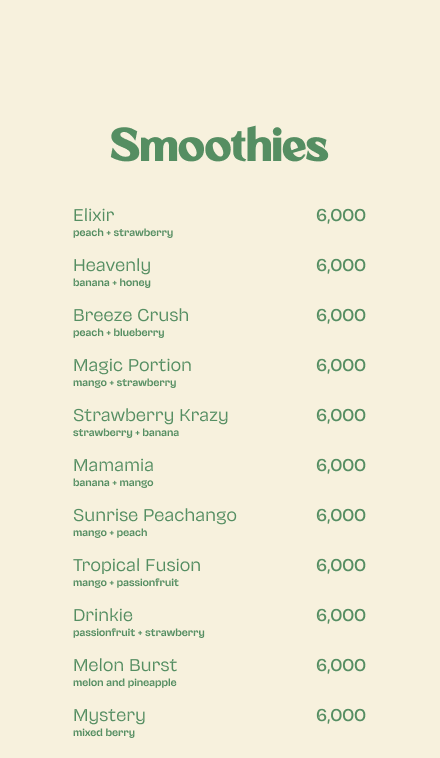 Smoothies
Elixir 6,000
peach + strawberry
Heavenly 6,000
banana + honey
Breeze Crush 6,000
peach + blueberry
Magic Portion 6,000
mango + strawberry
Strawberry Krazy 6,000
strawberry + banana
Mamamia 6,000
banana + mango
Sunrise Peachango 6,000
mango + peach
Tropical Fusion 6,000
mango + passionfruit
Drinkie 6,000
passionfruit + strawberry
Melon Burst 6,000
melon and pineapple
Mystery 6,000
mixed berry